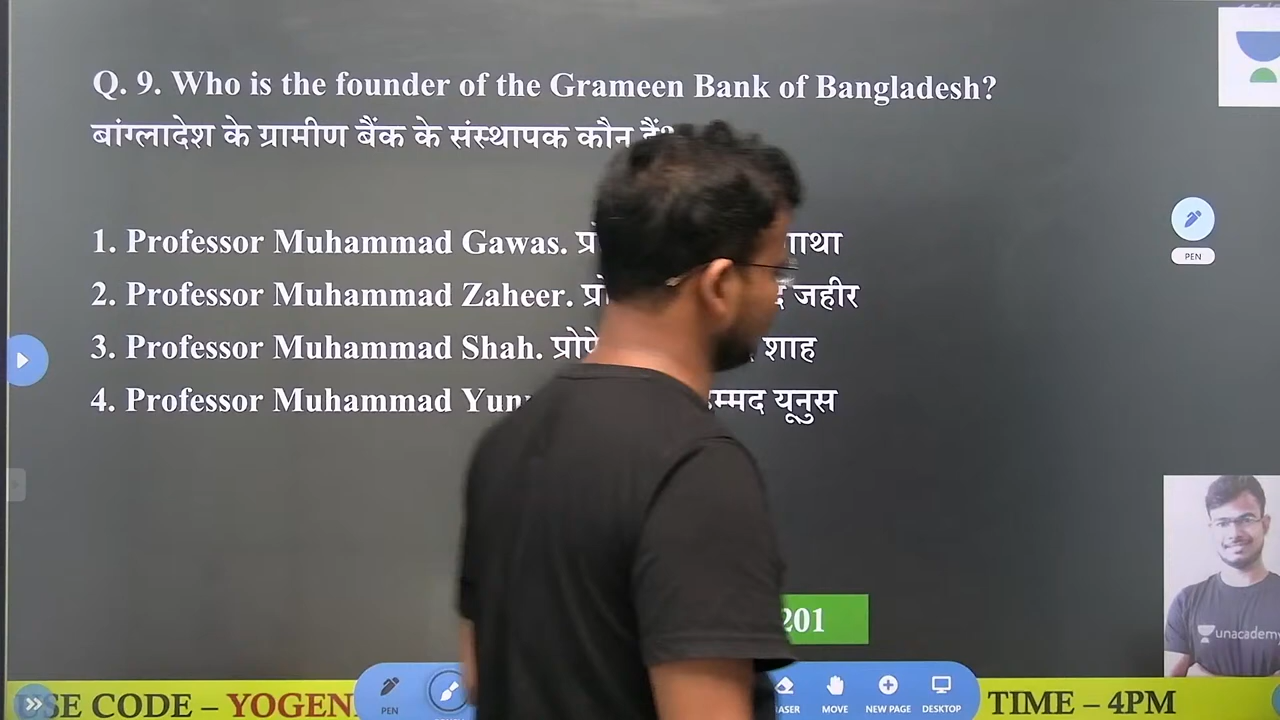 Q. 9. Who is the founder of the Grameen Bank of Bangladesh?
बांग्लादेश के ग्रामीण बैंक के संस्थापक कौन हैं?
1. Professor Muhammad Gawas. गाथा
2. Professor Muhammad Zaheer. जहीर
3. Professor Muhammad Shah. शाह
4. Professor Muhammad यूनुस
PEN
201
unacademy
USE CODE – YOGEN
PEN
MOVE
NEW PAGE
DESKTOP
TIME – 4PM